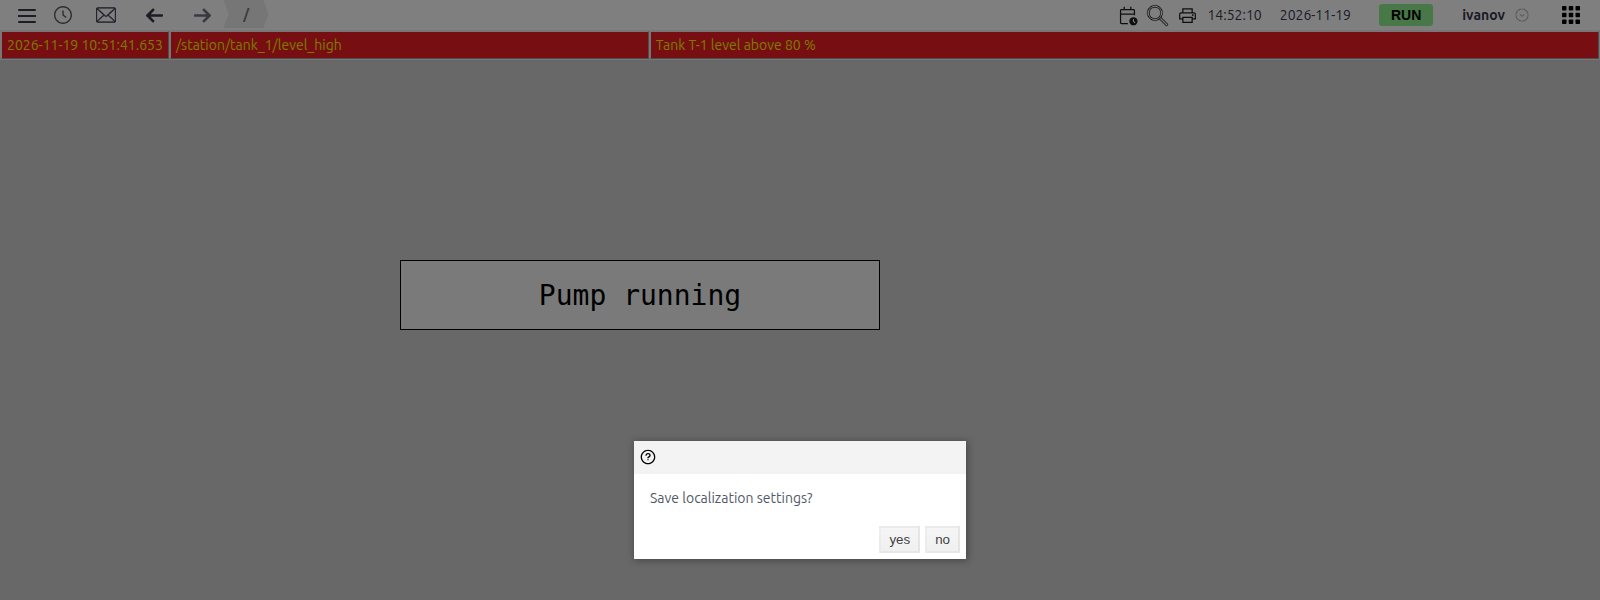 / 14:52:10 2026-11-19 RUN ivanov
2026-11-19 10:51:41.653 /station/tank_1/level_high Tank T-1 level above 80 %
Pump running
Save localization settings?
yes no